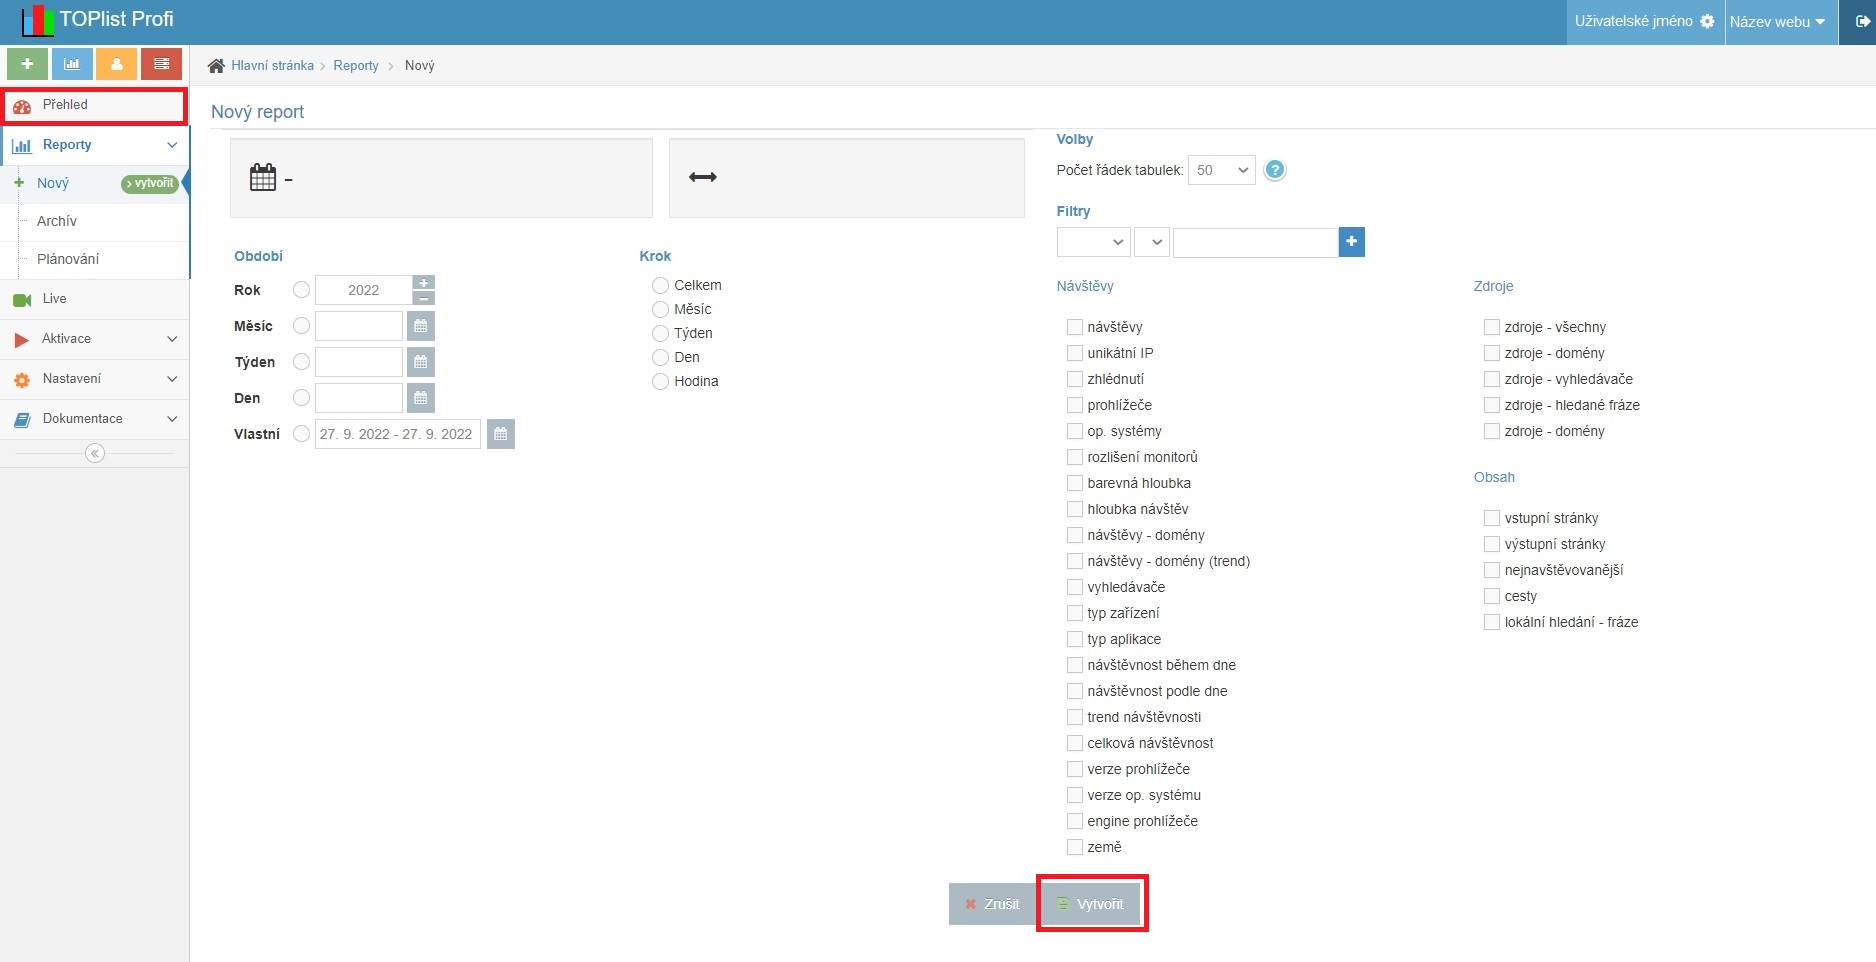 TOPlist Profi
Uživatelské jméno
Název webu
Hlavní stránka > Reporty > Nový
Přehled
Reporty
Nový
> vytvořit
Archív
Plánování
Live
Aktivace
Nastavení
Dokumentace
Nový report
–
Období
Rok 2022
Měsíc
Týden
Den
Vlastní 27. 9. 2022 - 27. 9. 2022
Krok
Celkem
Měsíc
Týden
Den
Hodina
Volby
Počet řádek tabulek: 50 ?
Filtry
Návštěvy
návštěvy
unikátní IP
zhlédnutí
prohlížeče
op. systémy
rozlišení monitorů
barevná hloubka
hloubka návštěv
návštěvy - domény
návštěvy - domény (trend)
vyhledávače
typ zařízení
typ aplikace
návštěvnost během dne
návštěvnost podle dne
trend návštěvnosti
celková návštěvnost
verze prohlížeče
verze op. systému
engine prohlížeče
země
Zdroje
zdroje - všechny
zdroje - domény
zdroje - vyhledávače
zdroje - hledané fráze
zdroje - domény
Obsah
vstupní stránky
výstupní stránky
nejnavštěvovanější
cesty
lokální hledání - fráze
Zrušit
Vytvořit